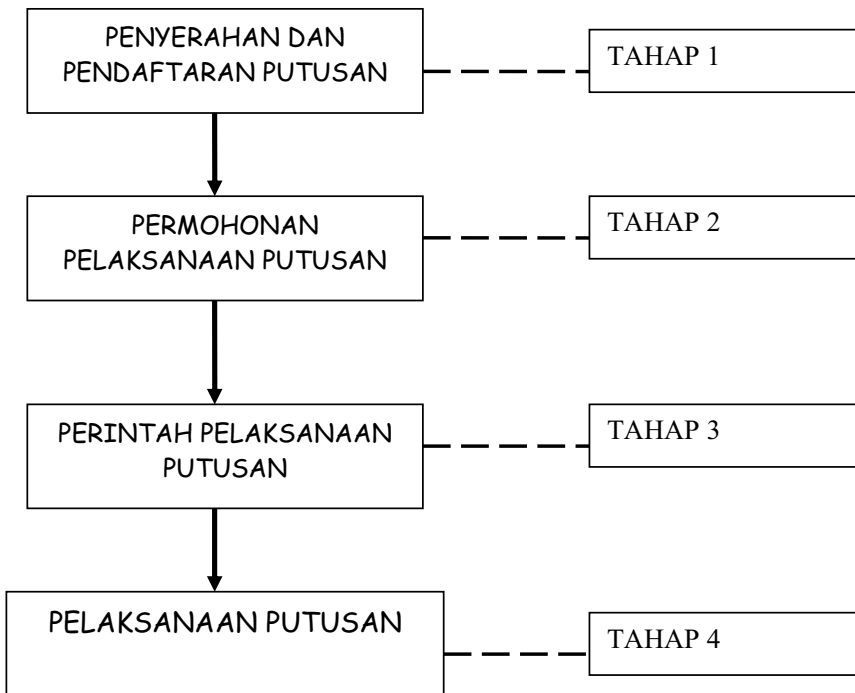 PENYERAHAN DAN
PENDAFTARAN PUTUSAN
TAHAP 1
PERMOHONAN
PELAKSANAAN PUTUSAN
TAHAP 2
PERINTAH PELAKSANAAN
PUTUSAN
TAHAP 3
PELAKSANAAN PUTUSAN
TAHAP 4